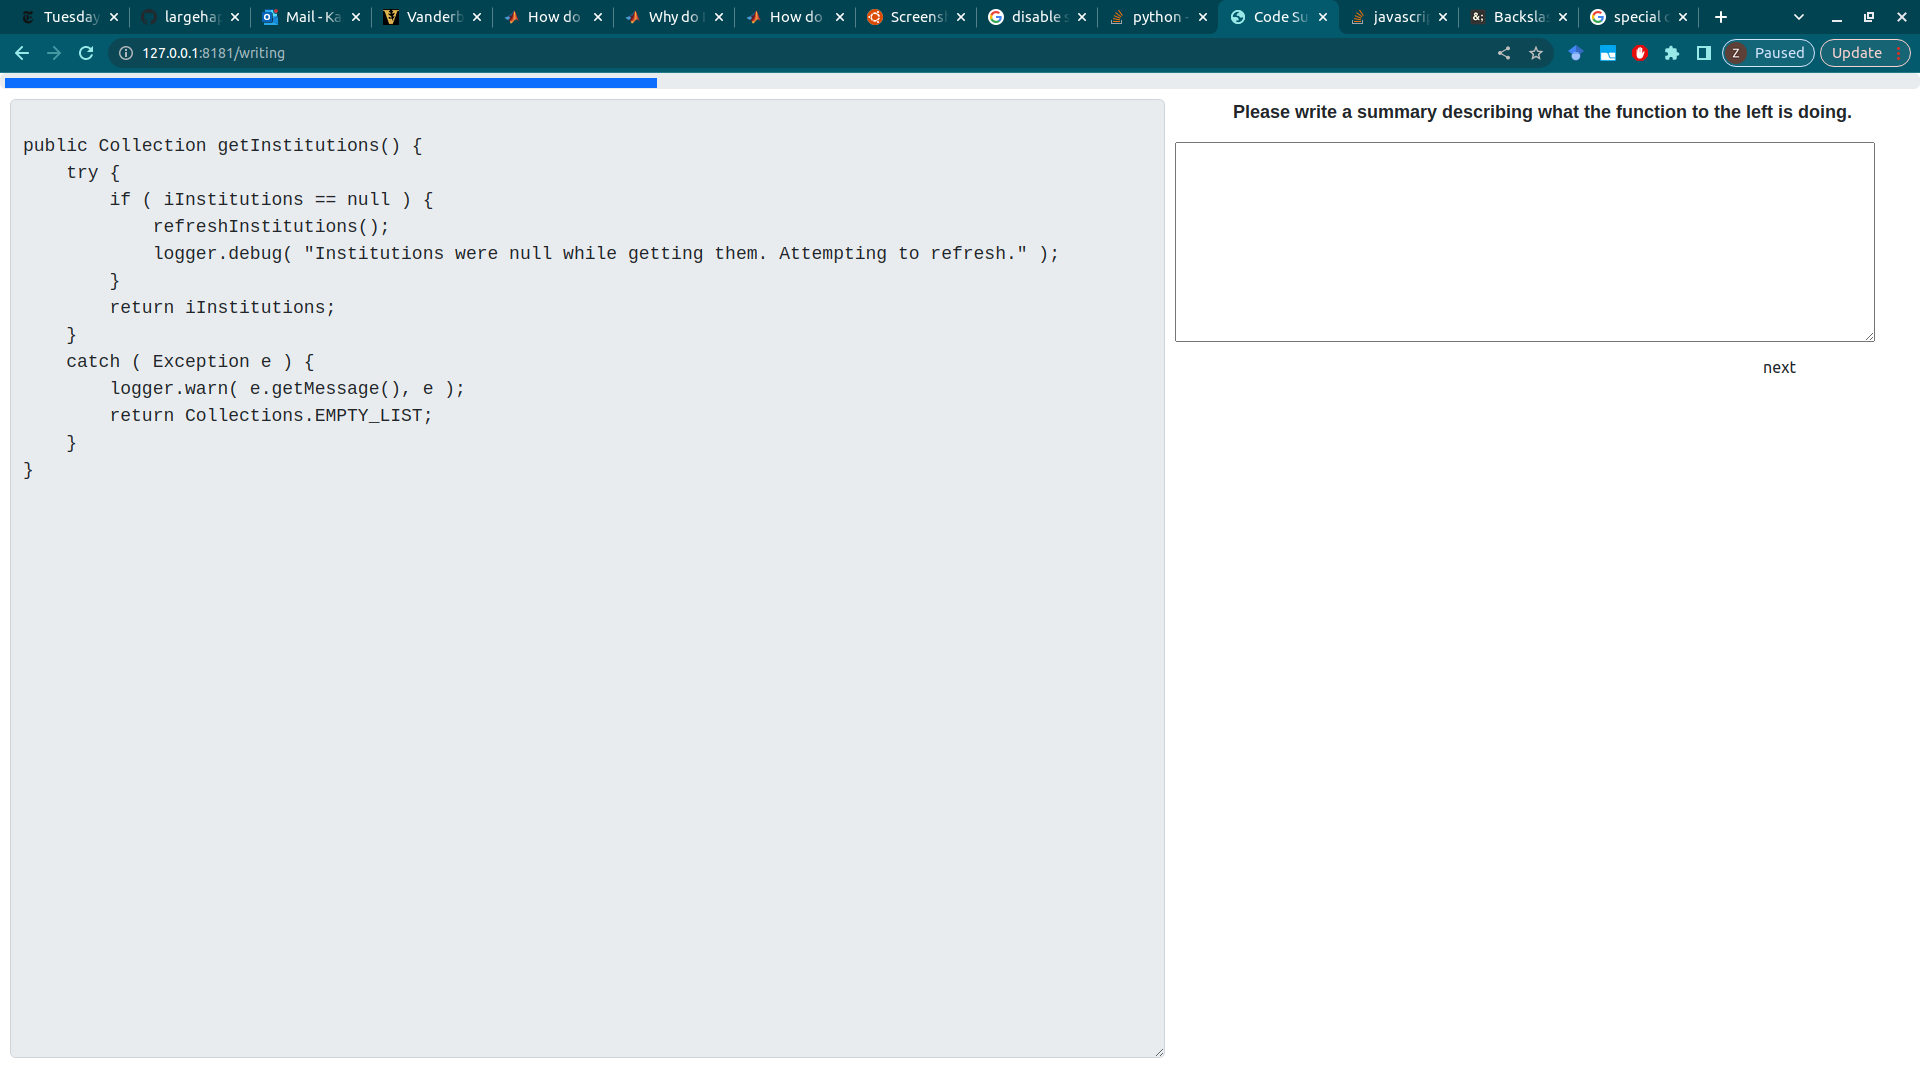 Tuesday
largehap
Mail - Ka
Vanderb
How do
Why do
How do
Screens
disable s
python -
Code Su
javascrip
Backslas
special c
127.0.0.1:8181/writing
Z Paused
Update
public Collection getInstitutions() {
    try {
        if ( iInstitutions == null ) {
            refreshInstitutions();
            logger.debug( "Institutions were null while getting them. Attempting to refresh." );
        }
        return iInstitutions;
    }
    catch ( Exception e ) {
        logger.warn( e.getMessage(), e );
        return Collections.EMPTY_LIST;
    }
}
Please write a summary describing what the function to the left is doing.
next